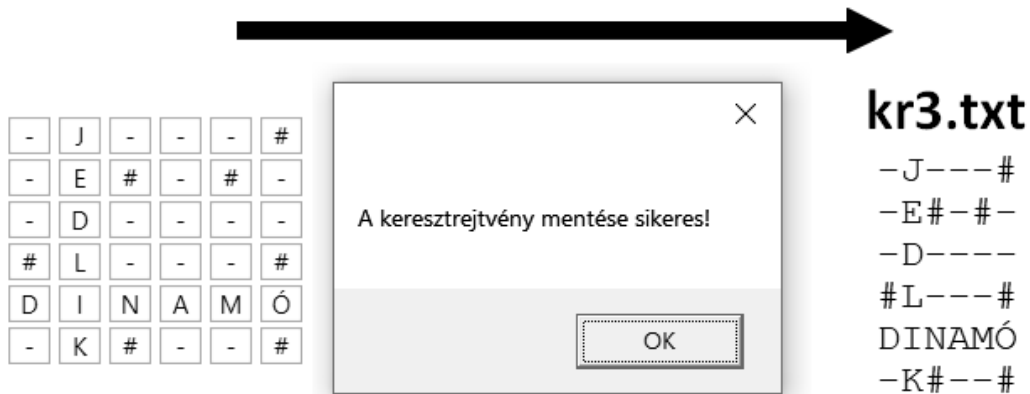 - J - - - #
- E # - # -
- D - - - -
# L - - - #
D I N A M Ó
- K # - - #
A keresztrejtvény mentése sikeres!
OK
kr3.txt
-J---#
-E#-#-
-D----
#L---#
DINAMÓ
-K#--#